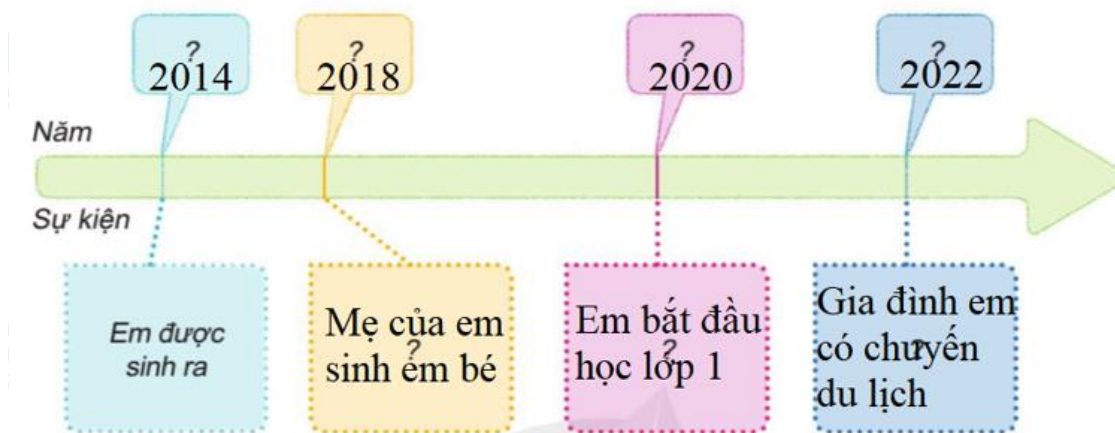 ?
2014
?
2018
?
2020
?
2022
Năm
Sự kiện
Em được
sinh ra
Mẹ của em
?
sinh em bé
Em bắt đầu
?
học lớp 1
Gia đình em
?
có chuyến
du lịch